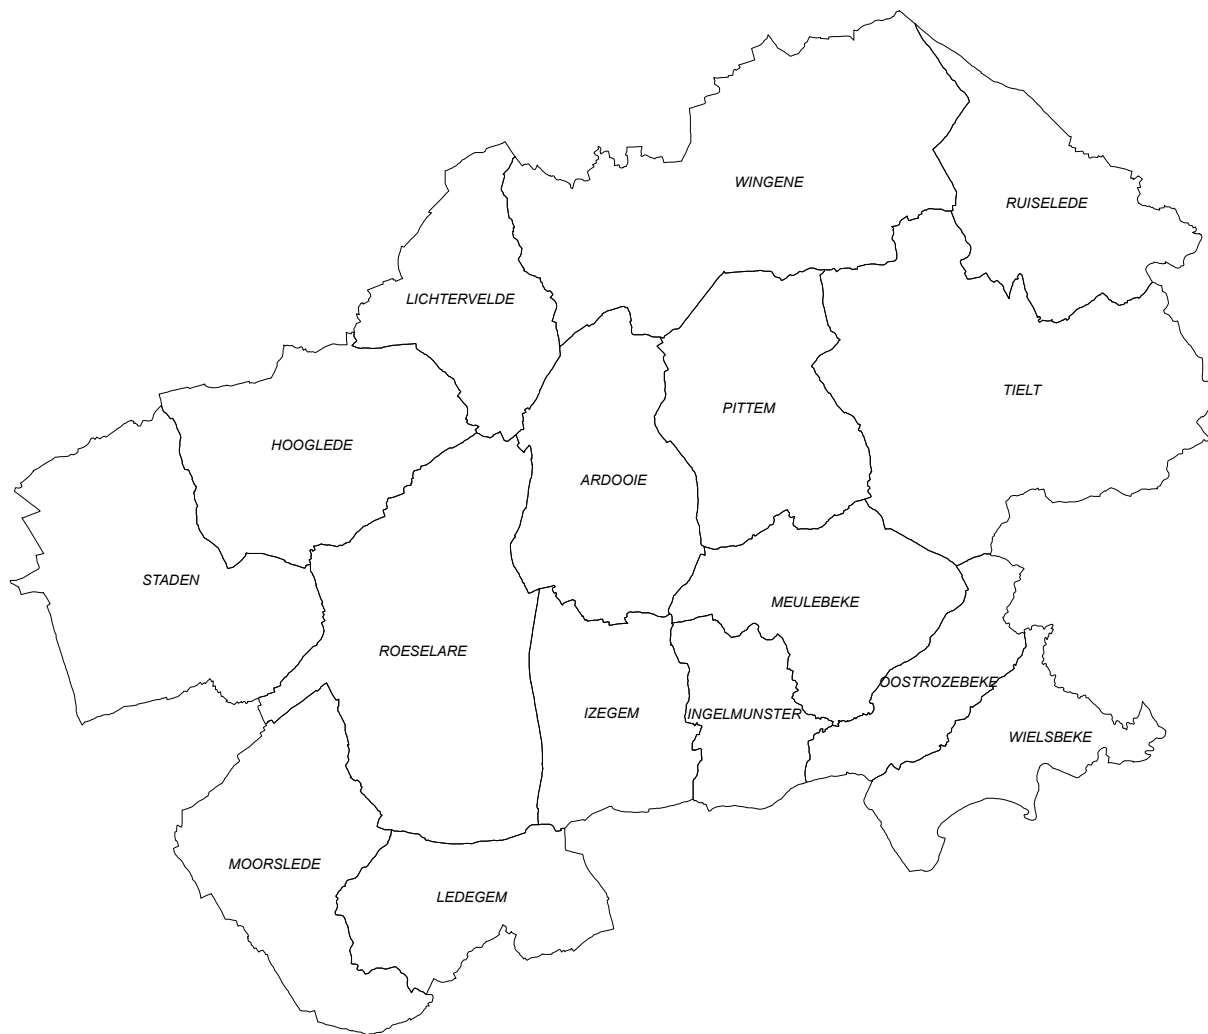 WINGENE
RUISELEDE
LICHTERVELDE
TIELT
PITTEM
HOOGLEDE
ARDOOIE
STADEN
MEULEBEKE
ROESELARE
OOSTROZEBEKE
IZEGEM
INGELMUNSTER
WIELSBEKE
MOORSLEDE
LEDEGEM